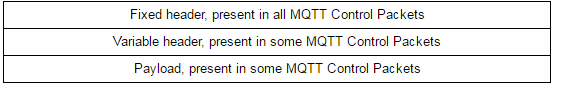 Fixed header, present in all MQTT Control Packets
Variable header, present in some MQTT Control Packets
Payload, present in some MQTT Control Packets